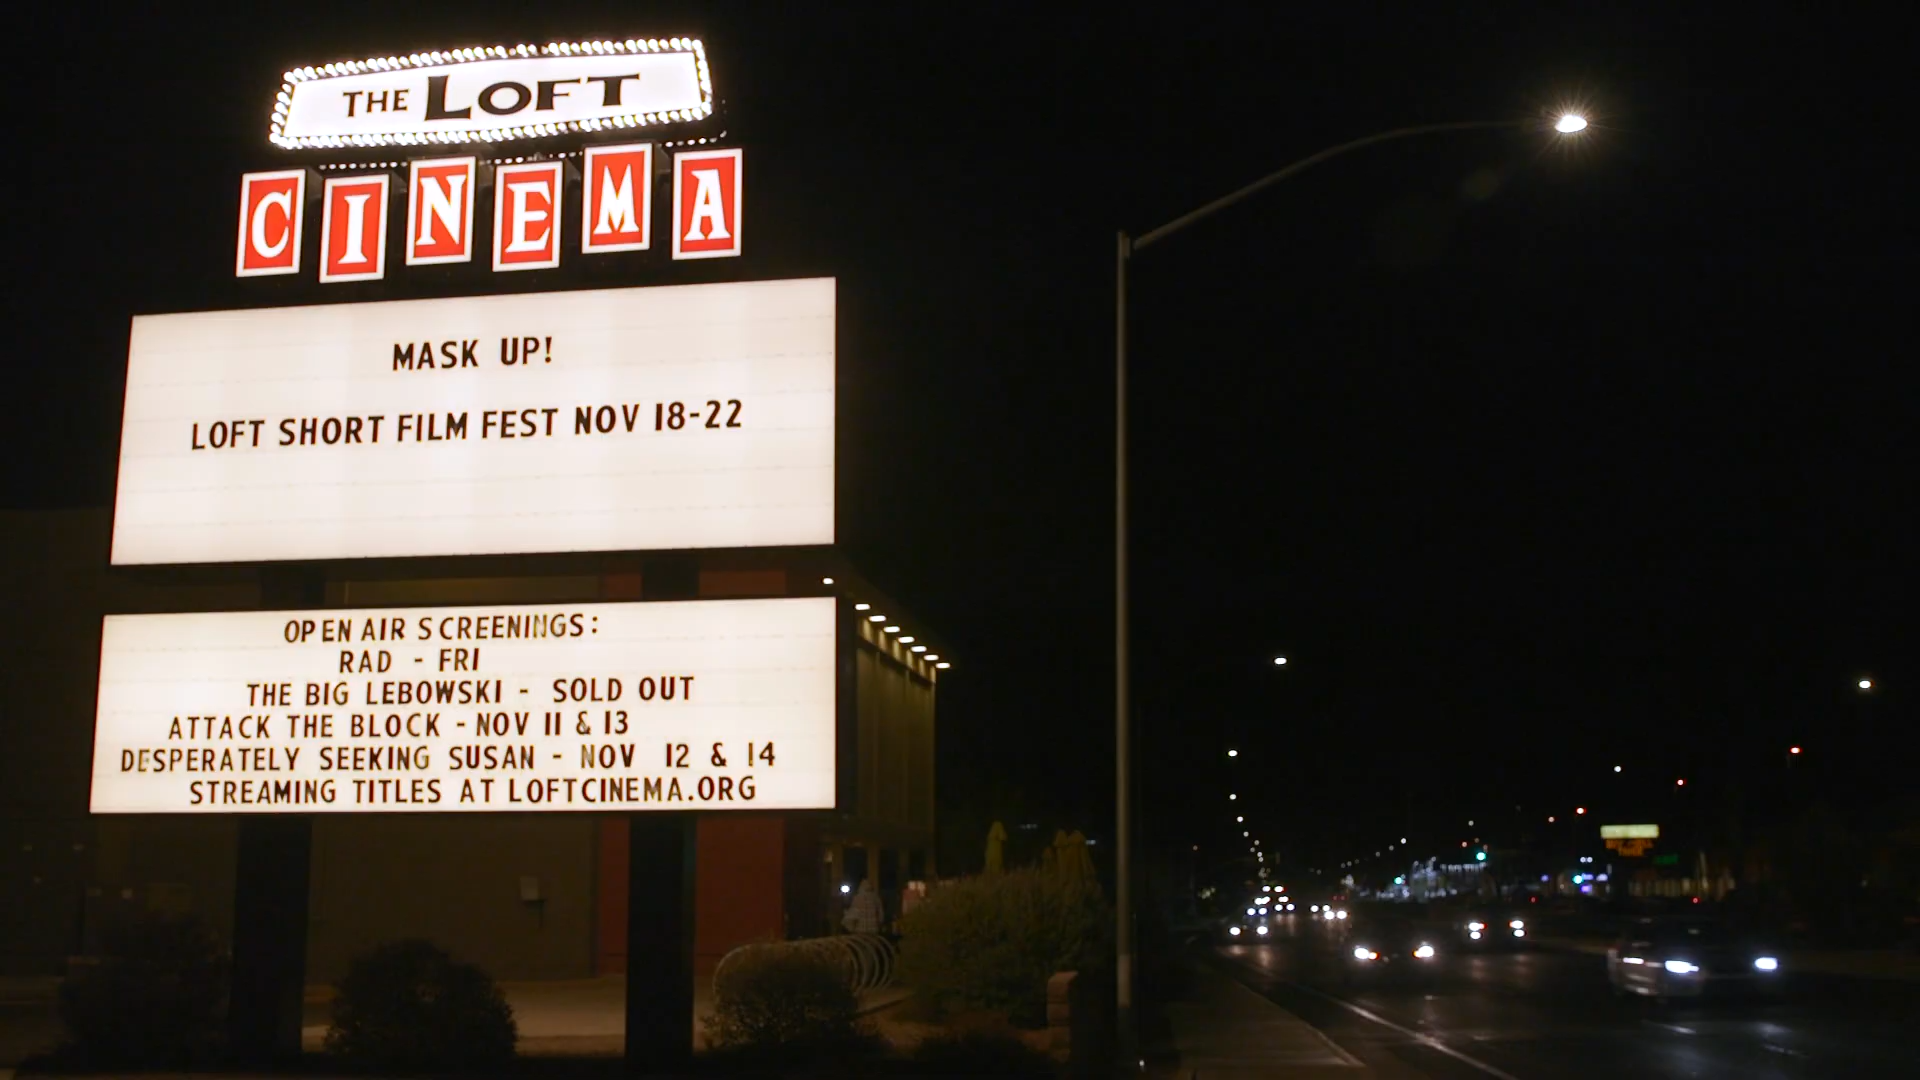 THE LOFT
CINEMA
MASK UP!
LOFT SHORT FILM FEST NOV 18-22
OPEN AIR SCREENINGS:
RAD - FRI
THE BIG LEBOWSKI - SOLD OUT
ATTACK THE BLOCK - NOV 11 & 13
DESPERATELY SEEKING SUSAN - NOV 12 & 14
STREAMING TITLES AT LOFTCINEMA.ORG